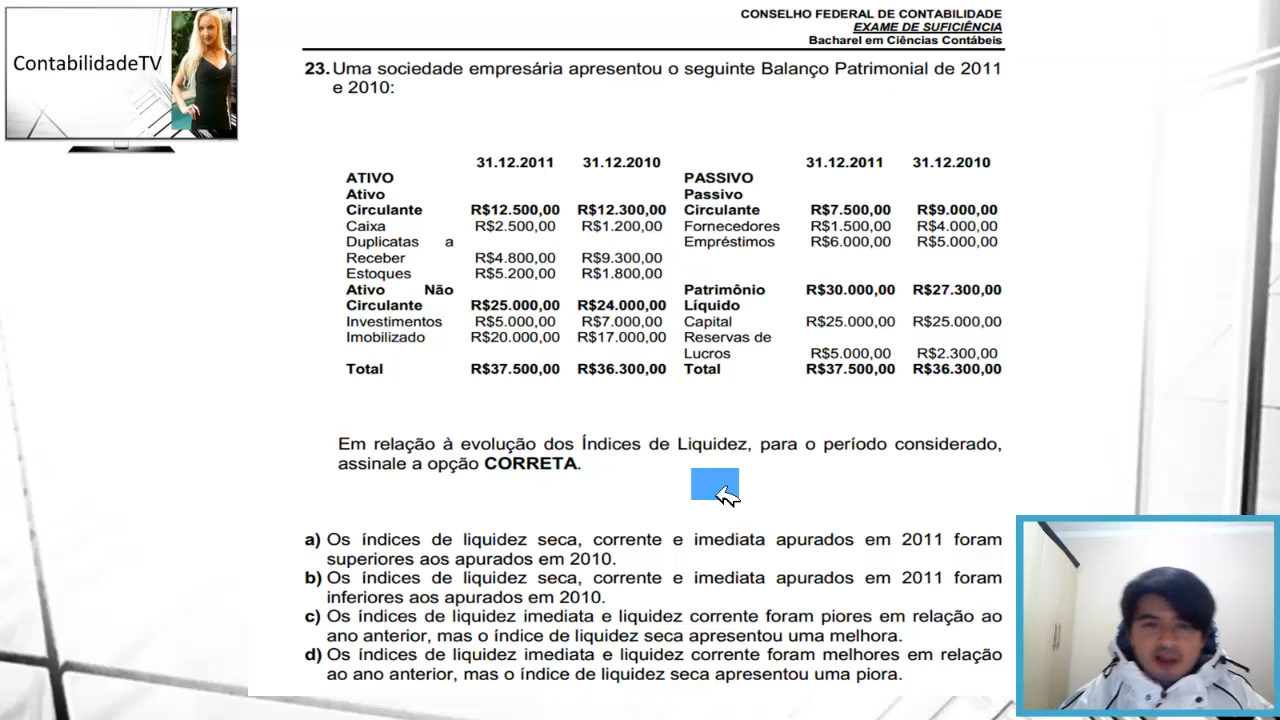 ContabilidadeTV
CONSELHO FEDERAL DE CONTABILIDADE
EXAME DE SUFICIÊNCIA
Bacharel em Ciências Contábeis
23. Uma sociedade empresária apresentou o seguinte Balanço Patrimonial de 2011
e 2010:
31.12.2011 31.12.2010 31.12.2011 31.12.2010
ATIVO PASSIVO
Ativo Passivo
Circulante R$12.500,00 R$12.300,00 Circulante R$7.500,00 R$9.000,00
Caixa R$2.500,00 R$1.200,00 Fornecedores R$1.500,00 R$4.000,00
Duplicatas a Empréstimos R$6.000,00 R$5.000,00
Receber R$4.800,00 R$9.300,00
Estoques R$5.200,00 R$1.800,00
Ativo Não Patrimônio R$30.000,00 R$27.300,00
Circulante R$25.000,00 R$24.000,00 Líquido
Investimentos R$5.000,00 R$7.000,00 Capital R$25.000,00 R$25.000,00
Imobilizado R$20.000,00 R$17.000,00 Reservas de
Lucros R$5.000,00 R$2.300,00
Total R$37.500,00 R$36.300,00 Total R$37.500,00 R$36.300,00
Em relação à evolução dos Índices de Liquidez, para o período considerado,
assinale a opção CORRETA.
a) Os índices de liquidez seca, corrente e imediata apurados em 2011 foram
superiores aos apurados em 2010.
b) Os índices de liquidez seca, corrente e imediata apurados em 2011 foram
inferiores aos apurados em 2010.
c) Os índices de liquidez imediata e liquidez corrente foram piores em relação ao
ano anterior, mas o índice de liquidez seca apresentou uma melhora.
d) Os índices de liquidez imediata e liquidez corrente foram melhores em relação
ao ano anterior, mas o índice de liquidez seca apresentou uma piora.